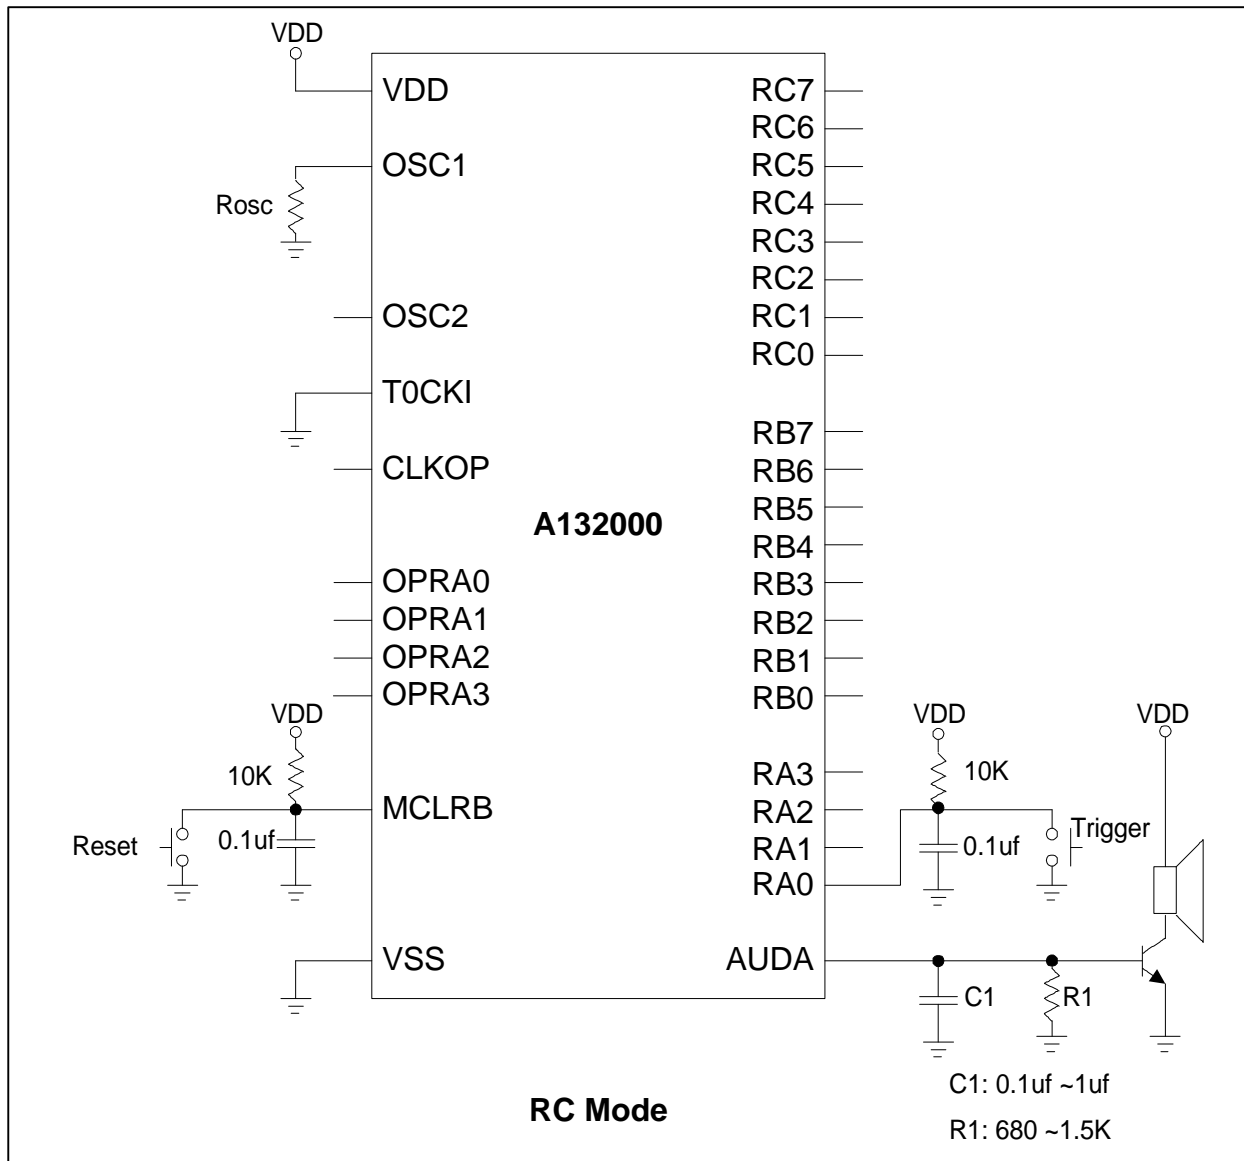 VDD
VDD
OSC1
Rosc
OSC2
T0CKI
CLKOP
OPRA0
OPRA1
OPRA2
OPRA3
VDD
10K
MCLRB
Reset
0.1uf
VSS
A132000
RC7
RC6
RC5
RC4
RC3
RC2
RC1
RC0
RB7
RB6
RB5
RB4
RB3
RB2
RB1
RB0
RA3
RA2
RA1
RA0
AUDA
VDD
10K
0.1uf
Trigger
VDD
C1
R1
C1: 0.1uf ~1uf
R1: 680 ~1.5K
RC Mode